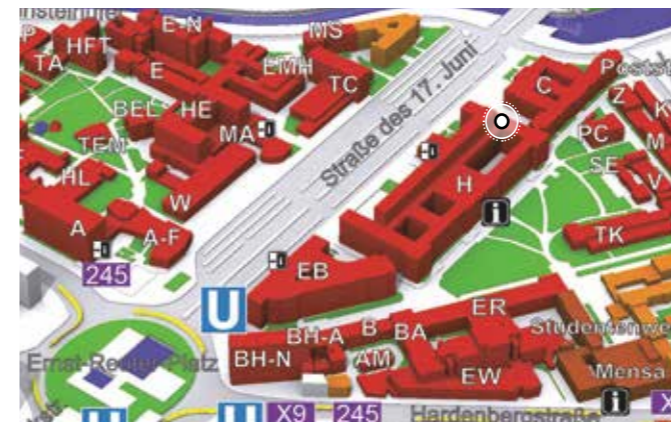 E-N
MS
HFT
TA
E
EMH
TC
BEL
HE
MA
TEM
HL
W
A
A-F
245
Straße des 17. Juni
C
Z
PC
M
SE
V
H
i
TK
EB
U
ER
B
BA
BH-A
BH-N
AM
EW
Ernst-Reuter-Platz
Mensa
i
U
X9
245
Hardenbergstraße
X